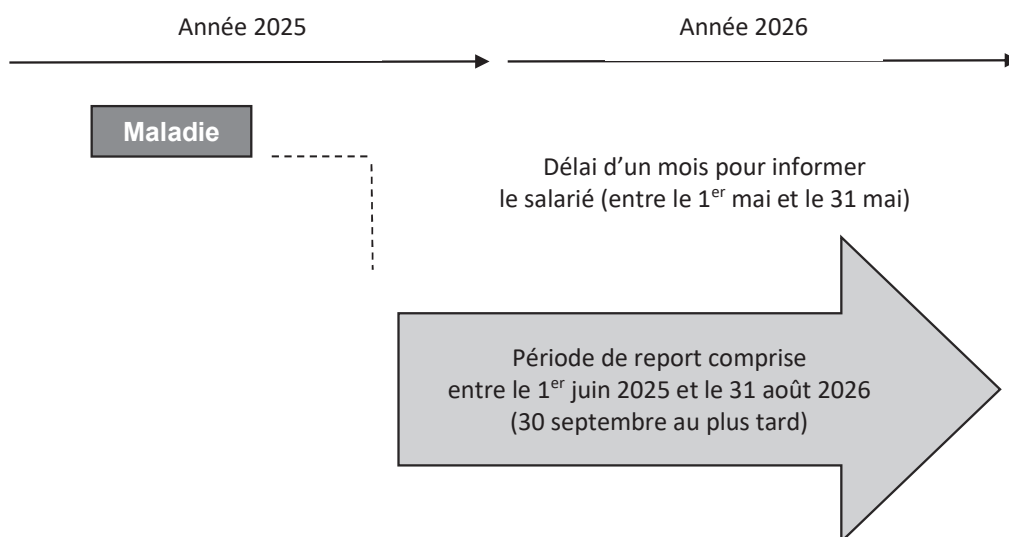 Année 2025
Année 2026
Maladie
Délai d’un mois pour informer
le salarié (entre le 1er mai et le 31 mai)
Période de report comprise
entre le 1er juin 2025 et le 31 août 2026
(30 septembre au plus tard)